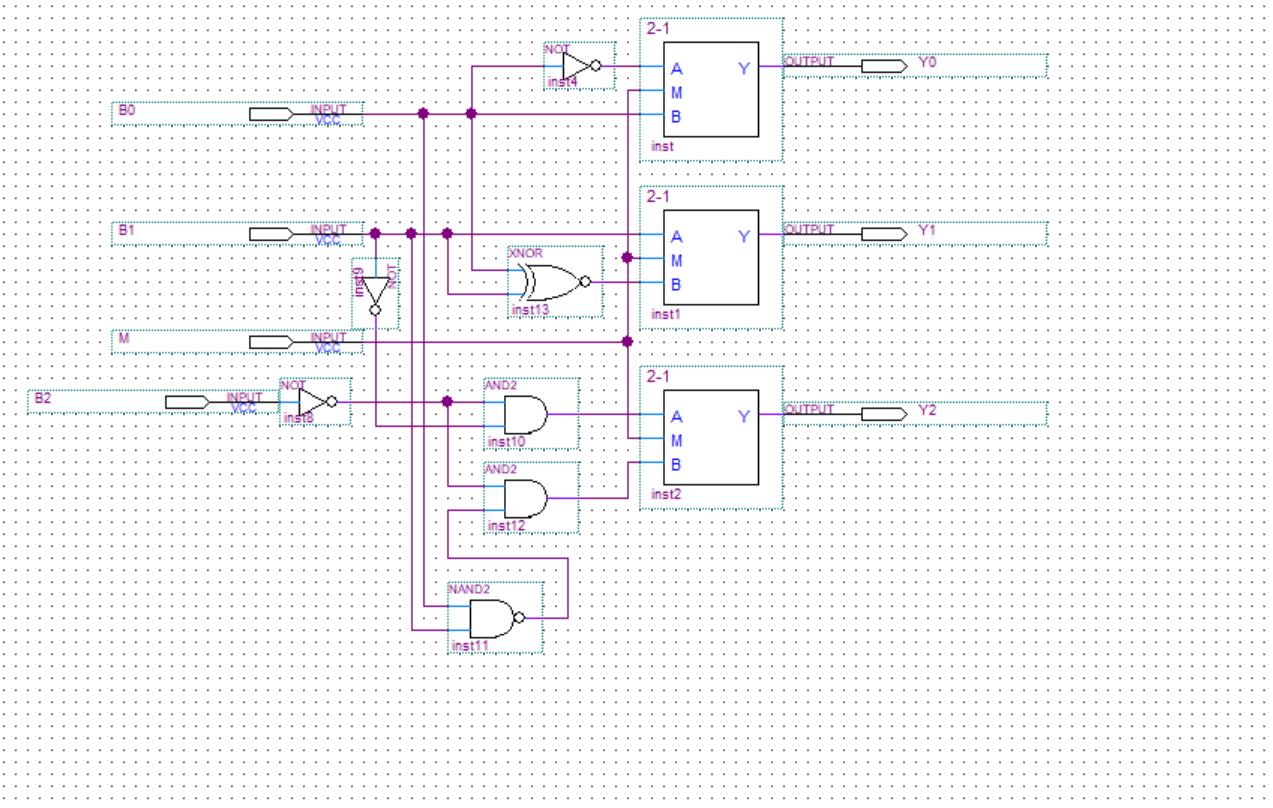 2-1
NOT
inst4
A
Y
M
B
inst
OUTPUT
Y0
B0
INPUT
VCC
2-1
A
Y
M
B
inst1
OUTPUT
Y1
B1
INPUT
VCC
NOT
inst9
XNOR
inst13
M
INPUT
VCC
2-1
A
Y
M
B
inst2
OUTPUT
Y2
B2
INPUT
VCC
NOT
inst8
AND2
inst10
AND2
inst12
NAND2
inst11